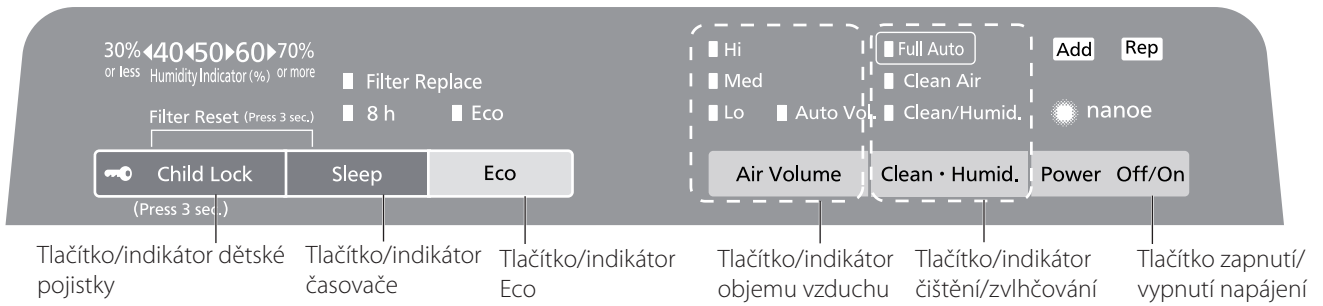 30% 40 50 60 70%
or less Humidity Indicator (%) or more
Filter Replace
8 h Eco
Filter Reset (Press 3 sec.)
Child Lock Sleep Eco
(Press 3 sec.)
Hi
Med
Lo Auto Vol.
Full Auto
Clean Air
Clean/Humid.
Add Rep
nanoe
Air Volume Clean・Humid. Power Off/On
Tlačítko/indikátor dětské
pojistky
Tlačítko/indikátor
časovače
Tlačítko/indikátor
Eco
Tlačítko/indikátor
objemu vzduchu
Tlačítko/indikátor
čištění/zvlhčování
Tlačítko zapnutí/
vypnutí napájení